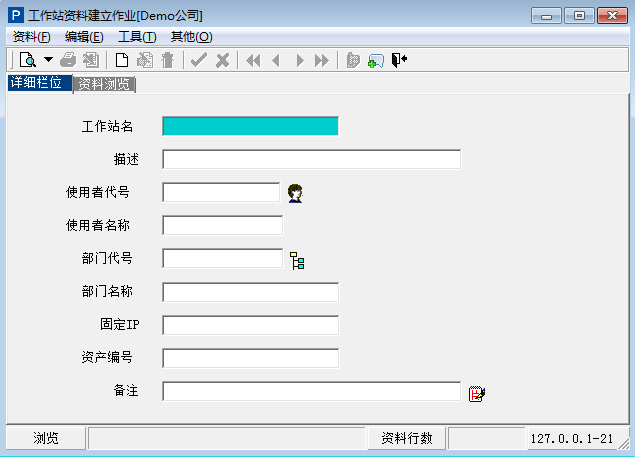 P 工作站资料建立作业[Demo公司]
资料(F) 编辑(E) 工具(T) 其他(O)
详细栏位 资料浏览
工作站名
描述
使用者代号
使用者名称
部门代号
部门名称
固定IP
资产编号
备注
浏览 资料行数 127.0.0.1-21